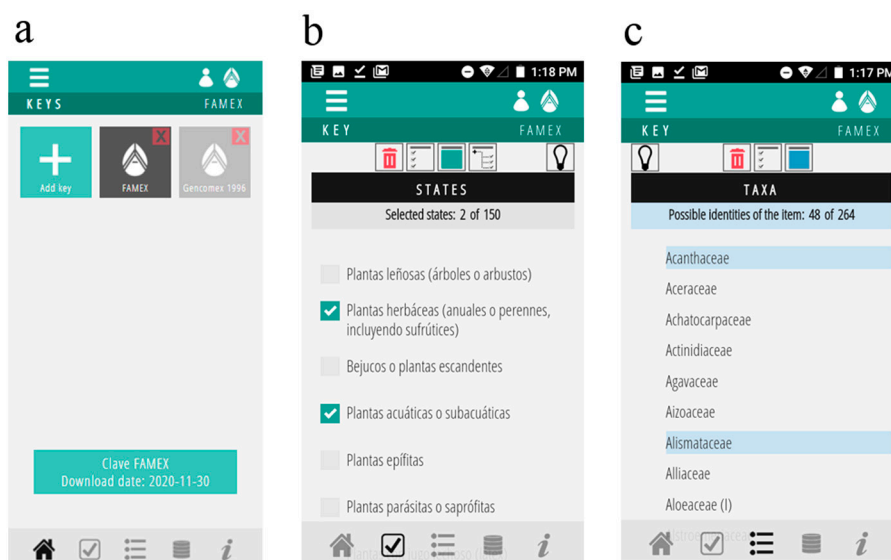 a
KEYS FAMEX
Add key
FAMEX
Gencomex 1996
Clave FAMEX
Download date: 2020-11-30
i
b
1:18 PM
KEY FAMEX
STATES
Selected states: 2 of 150
Plantas leñosas (árboles o arbustos)
Plantas herbáceas (anuales o perennes,
incluyendo sufrútices)
Bejucos o plantas escandentes
Plantas acuáticas o subacuáticas
Plantas epífitas
Plantas parásitas o saprófitas
i
c
1:17 PM
KEY FAMEX
TAXA
Possible identities of the item: 48 of 264
Acanthaceae
Aceraceae
Achatocarpaceae
Actinidiaceae
Agavaceae
Aizoaceae
Alismataceae
Alliaceae
Aloeaceae (I)
i